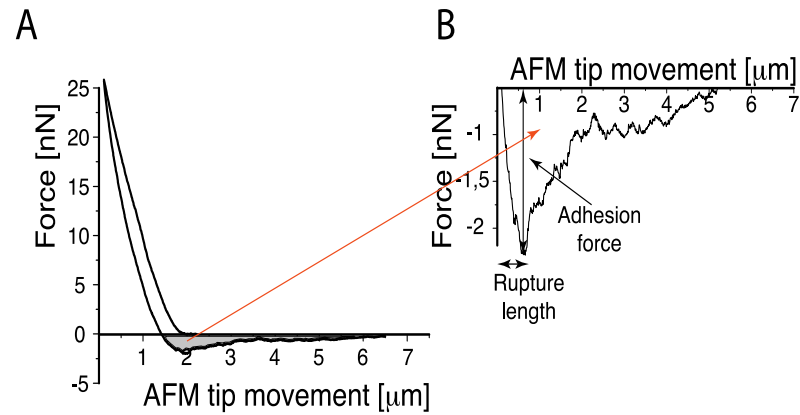 A
25
20
15
10
5
0
-5
Force [nN]
1 2 3 4 5 6 7
AFM tip movement [μm]
B
AFM tip movement [μm]
1 2 3 4 5 6 7
Force [nN]
-1
-1,5
-2
Adhesion
force
Rupture
length